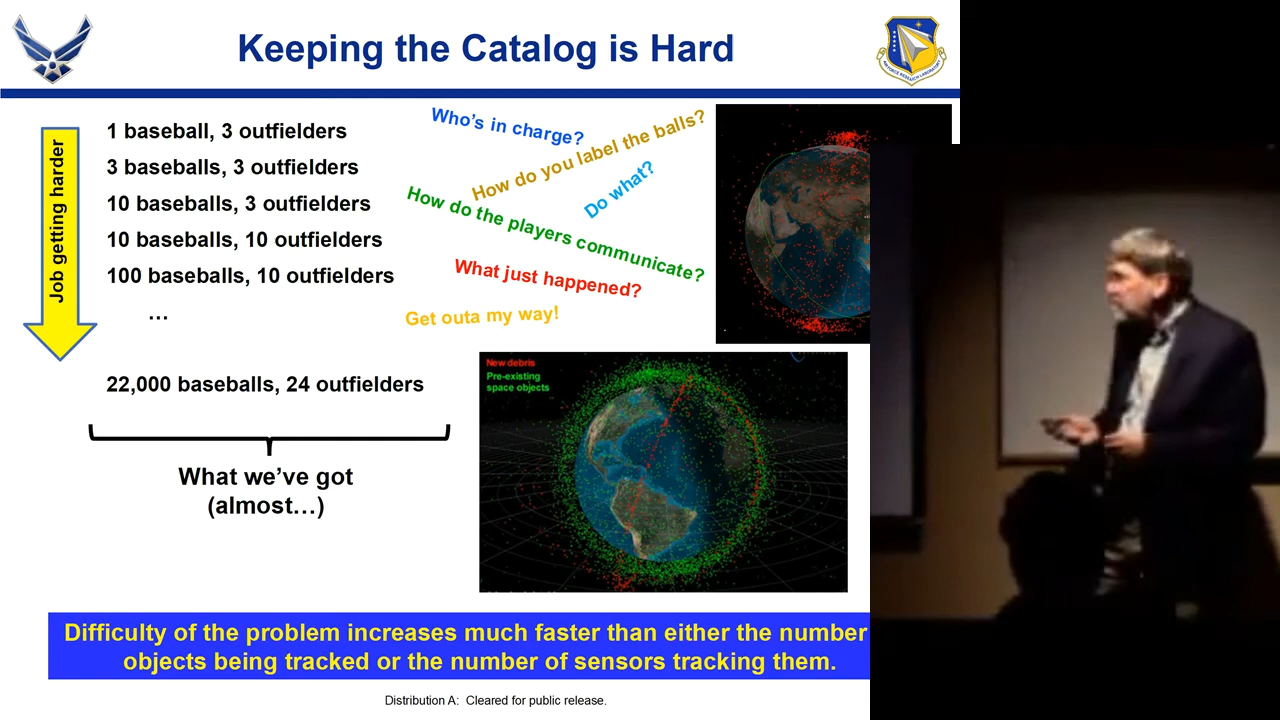 Keeping the Catalog is Hard
AIR FORCE RESEARCH LABORATORY
Job getting harder
1 baseball, 3 outfielders
3 baseballs, 3 outfielders
10 baseballs, 3 outfielders
10 baseballs, 10 outfielders
100 baseballs, 10 outfielders
…
22,000 baseballs, 24 outfielders
What we’ve got
(almost…)
Who’s in charge?
How do you label the balls?
Do what?
How do the players communicate?
What just happened?
Get outa my way!
New debris
Pre-existing
space objects
Difficulty of the problem increases much faster than either the number
objects being tracked or the number of sensors tracking them.
Distribution A: Cleared for public release.